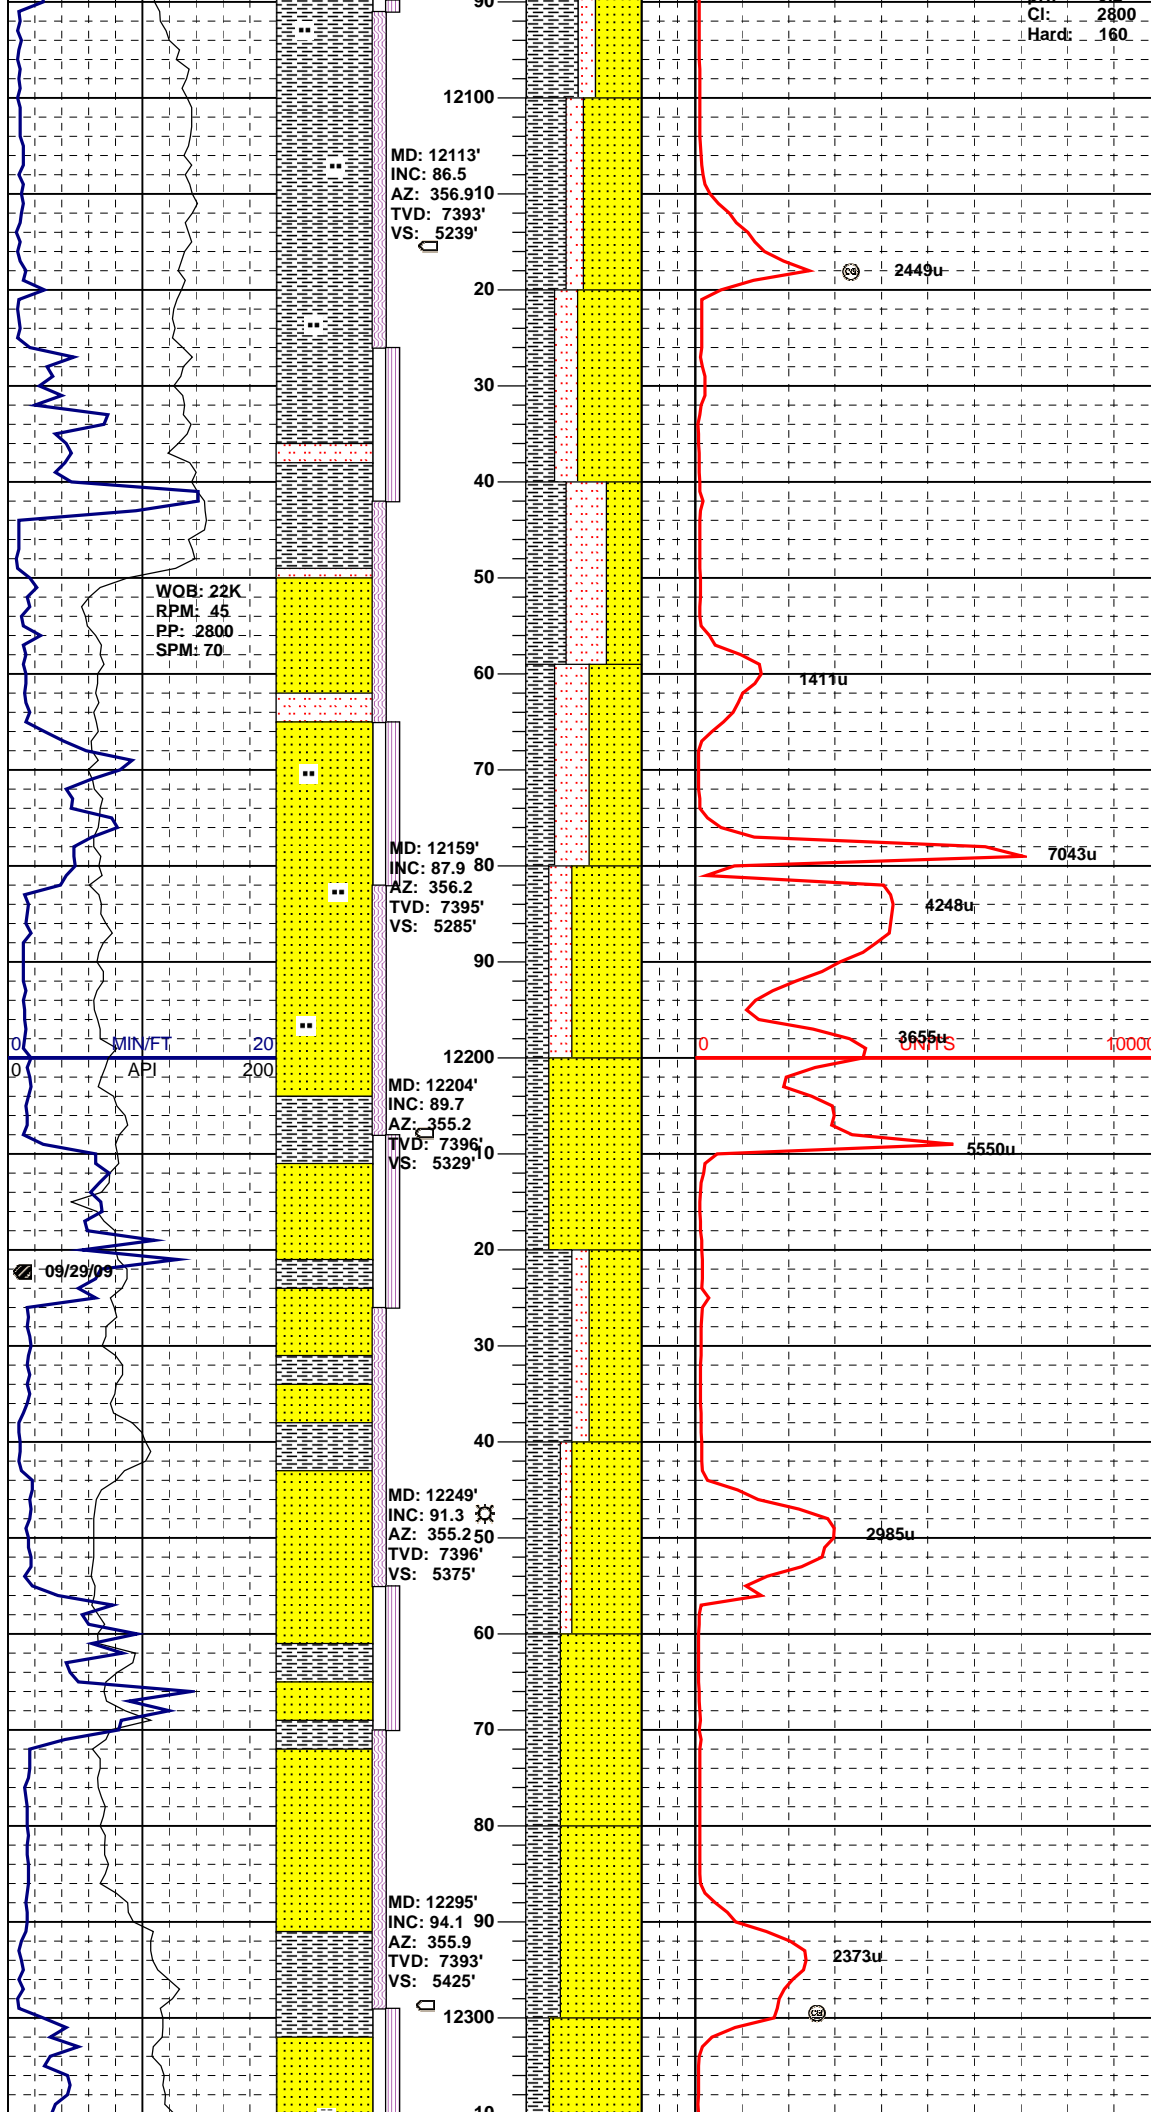 90
Cl: 2800
Hard: 160
12100
MD: 12113'
INC: 86.5
AZ: 356.9
TVD: 7393'
VS: 5239'
10
2449u
20
30
40
50
WOB: 22K
RPM: 45
PP: 2800
SPM: 70
60
1411u
70
MD: 12159'
INC: 87.9
AZ: 356.2
TVD: 7395'
VS: 5285'
7043u
80
4248u
90
3655u
0 MIN/FT 20
0 UNITS 10000
12200
0 API 200
MD: 12204'
INC: 89.7
AZ: 355.2
TVD: 7396'
VS: 5329'
10
5550u
20
09/29/09
30
40
MD: 12249'
INC: 91.3
AZ: 355.2
TVD: 7396'
VS: 5375'
50
2985u
60
70
80
MD: 12295'
INC: 94.1
AZ: 355.9
TVD: 7393'
VS: 5425'
90
2373u
CG
12300
10